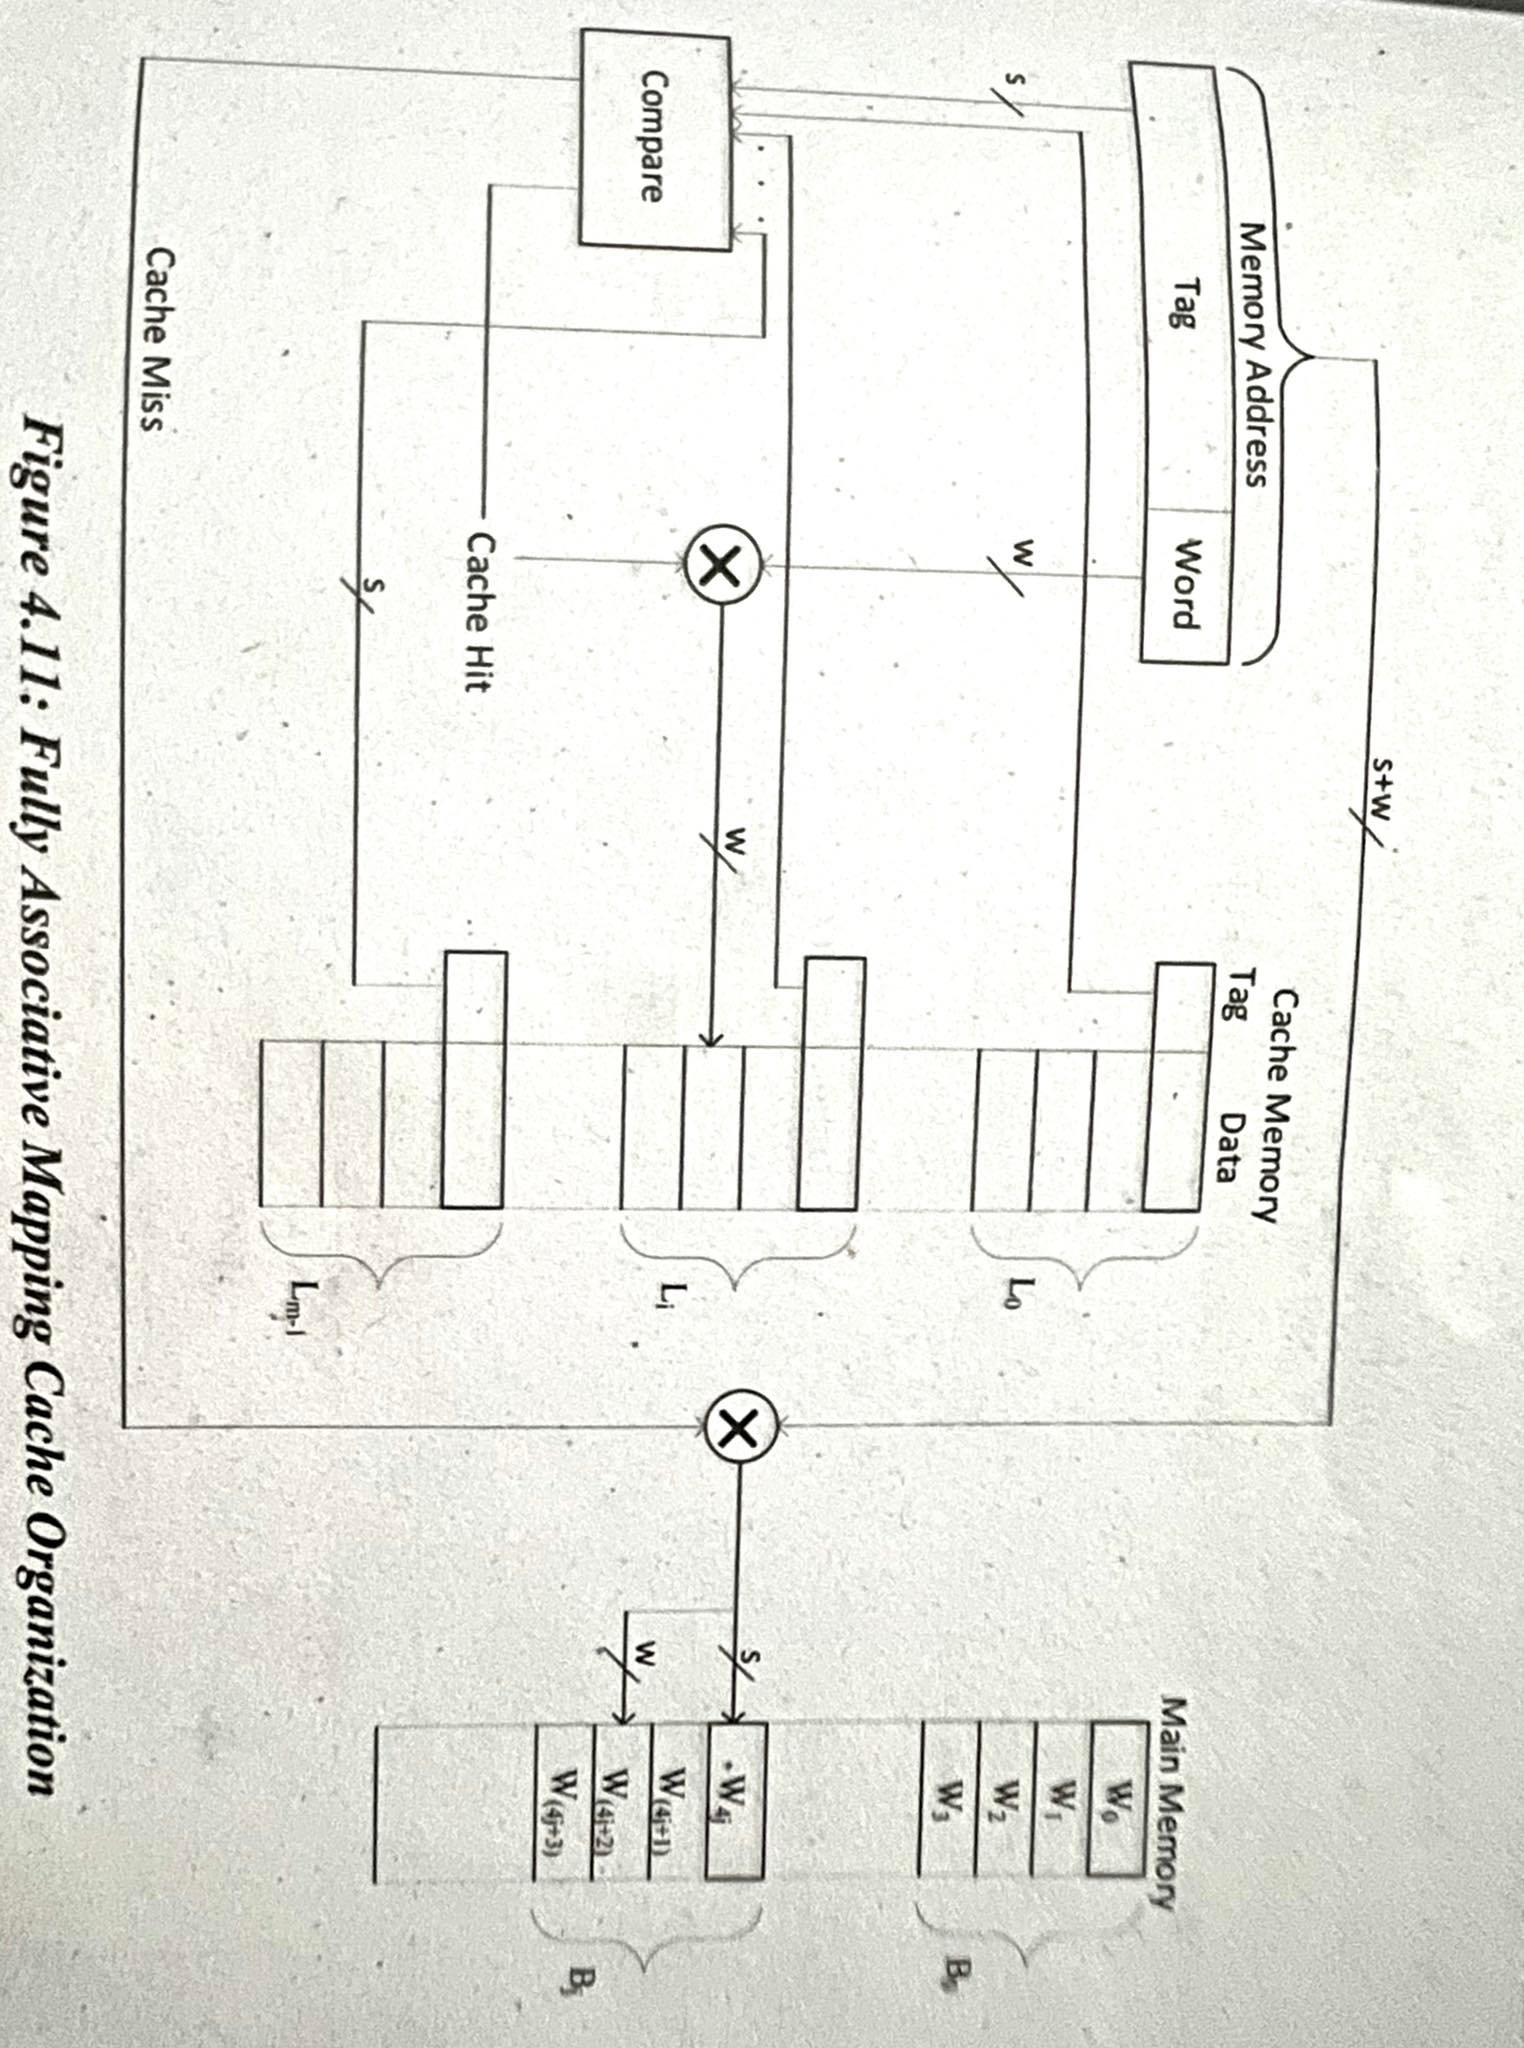 s+w
Memory Address
Tag Word
Cache Memory
Tag Data
Main Memory
s
w
W₀
W₁
W₂
W₃
B₀
L₀
Compare
w
Lᵢ
s
w
W₄ⱼ
W₍₄ⱼ₊₁₎
W₍₄ⱼ₊₂₎
W₍₄ⱼ₊₃₎
Bⱼ
Cache Hit
s
Lₘ₋₁
Cache Miss
Figure 4.11: Fully Associative Mapping Cache Organization